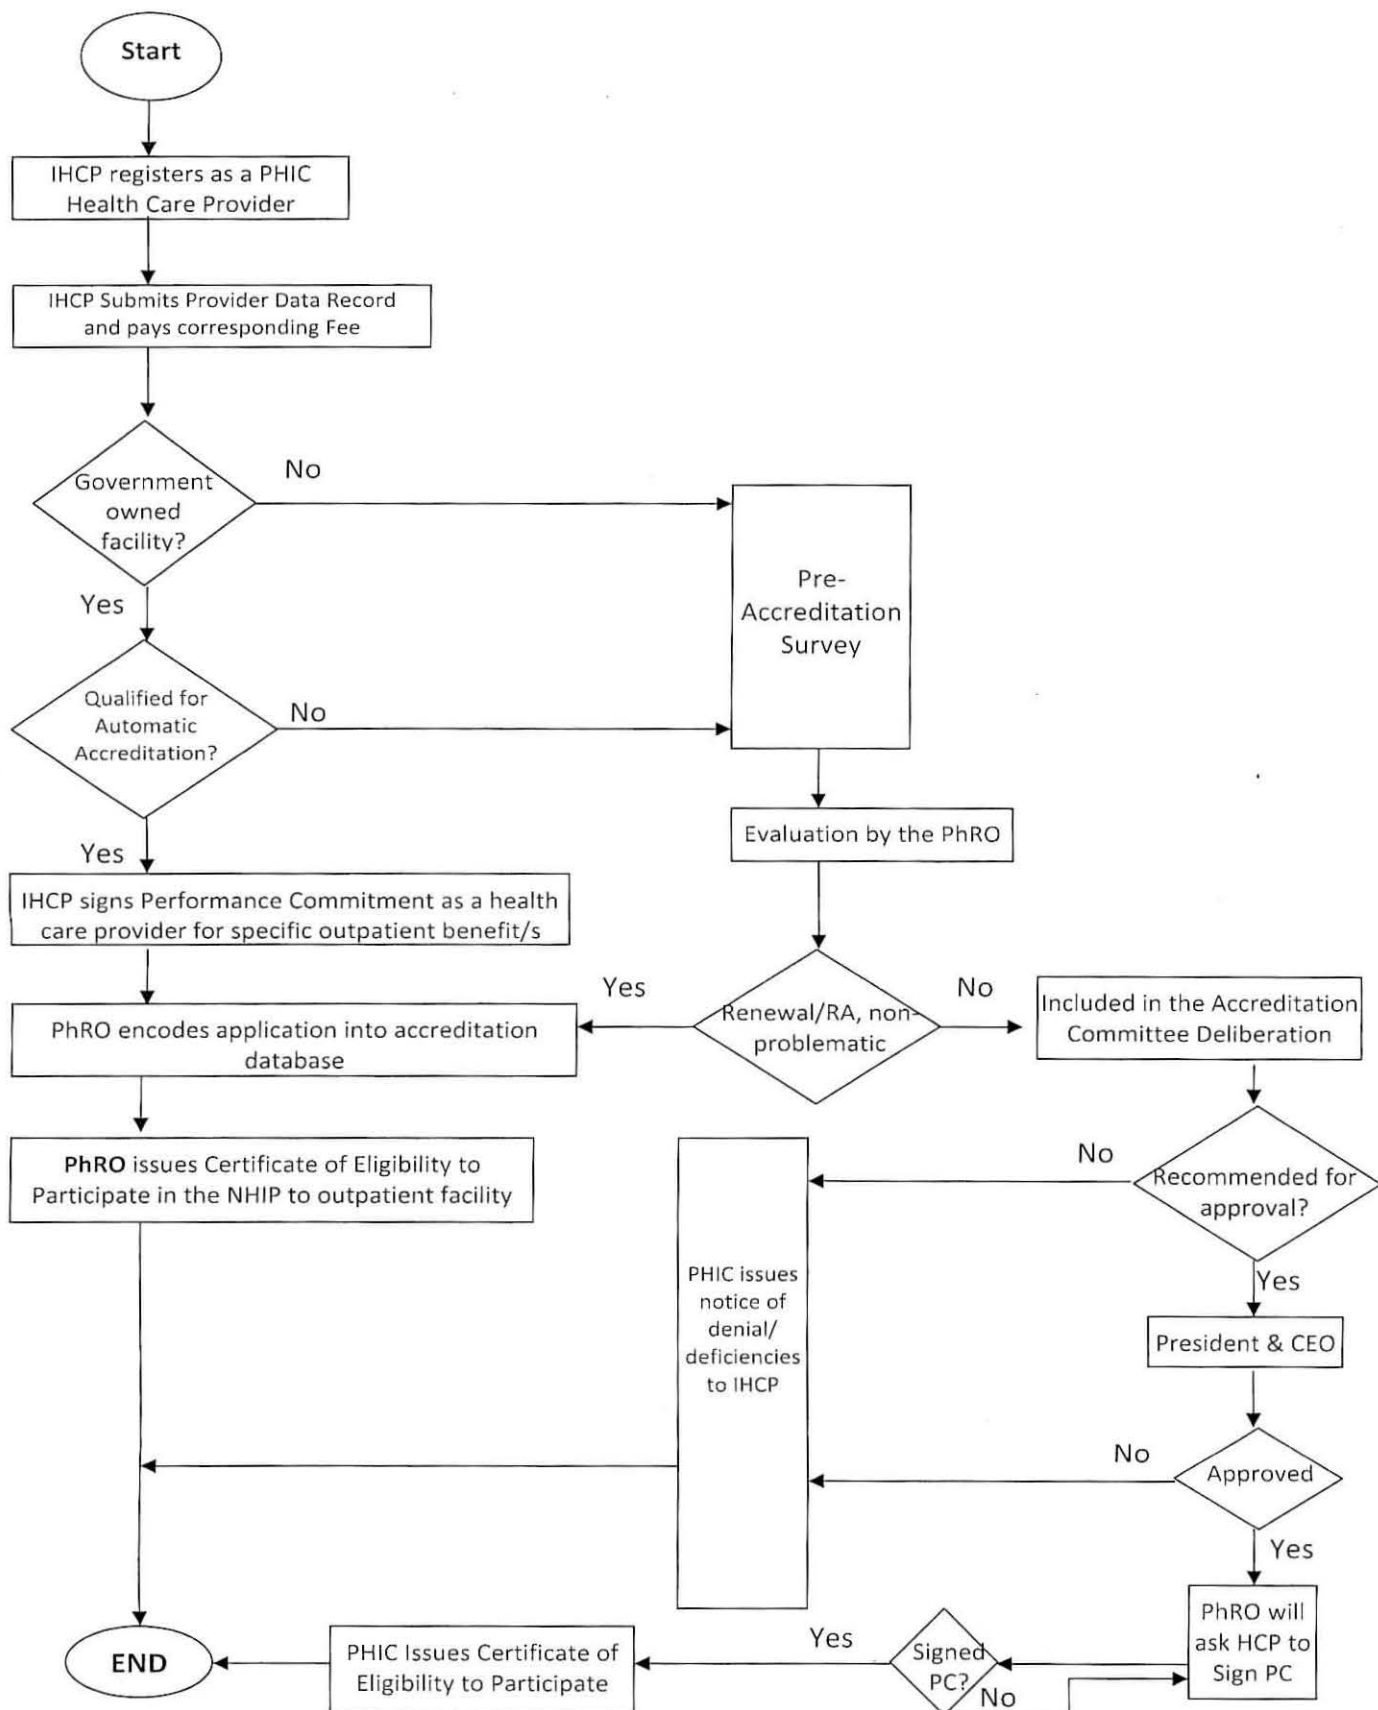 Start
IHCP registers as a PHIC
Health Care Provider
IHCP Submits Provider Data Record
and pays corresponding Fee
Government
owned
facility?
No
Yes
Pre-
Accreditation
Survey
Qualified for
Automatic
Accreditation?
No
Yes
Evaluation by the PhRO
IHCP signs Performance Commitment as a health
care provider for specific outpatient benefit/s
Renewal/RA, non-
problematic
Yes
No
PhRO encodes application into accreditation
database
Included in the Accreditation
Committee Deliberation
PhRO issues Certificate of Eligibility to
Participate in the NHIP to outpatient facility
Recommended for
approval?
No
Yes
PHIC issues
notice of
denial/
deficiencies
to IHCP
President & CEO
Approved
No
Yes
PhRO will
ask HCP to
Sign PC
Signed
PC?
Yes
No
PHIC Issues Certificate of
Eligibility to Participate
END